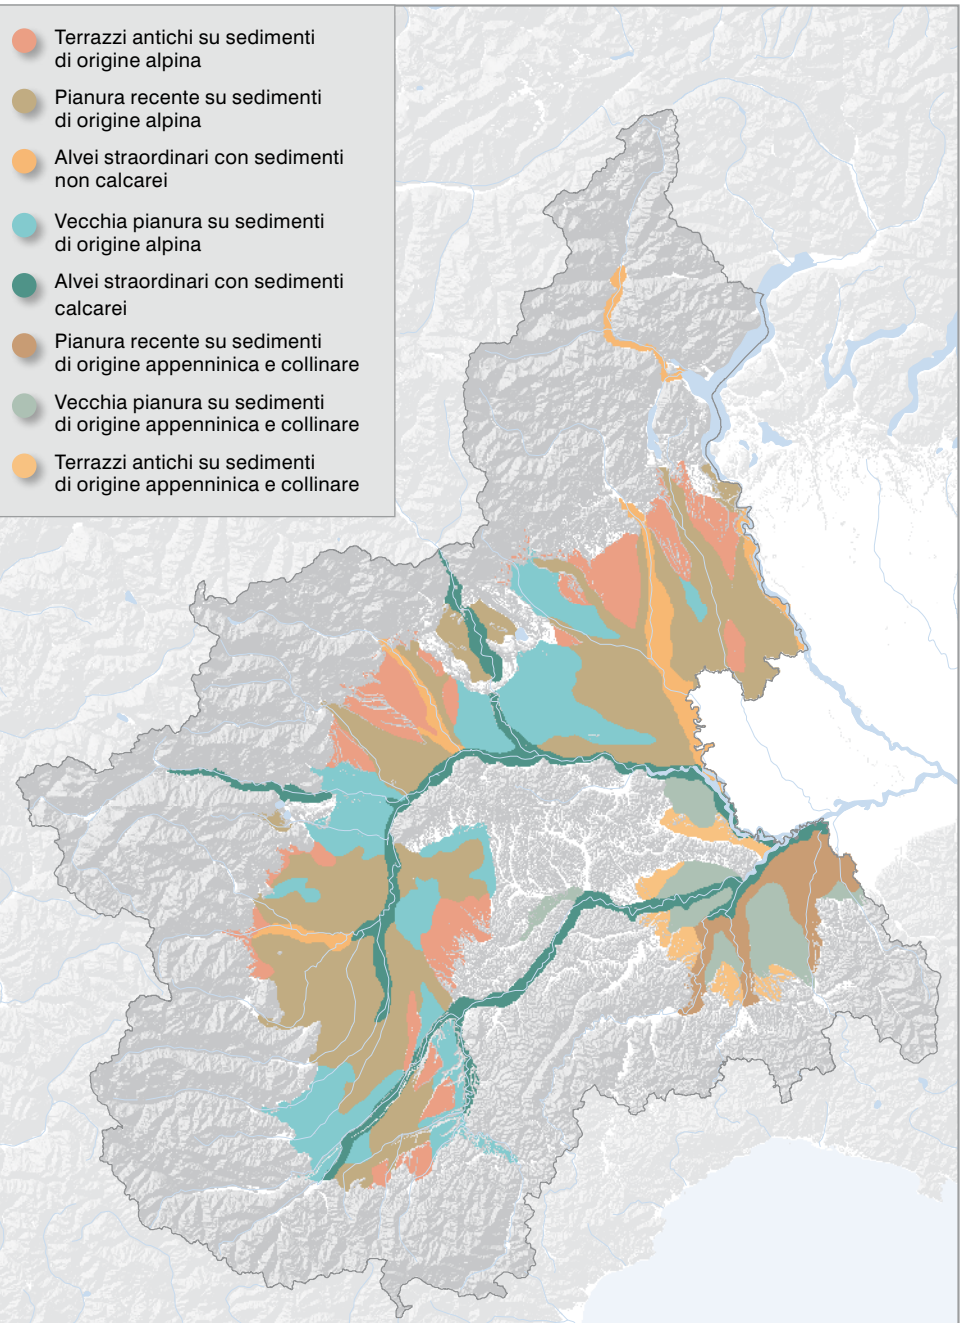 Terrazzi antichi su sedimenti
di origine alpina
Pianura recente su sedimenti
di origine alpina
Alvei straordinari con sedimenti
non calcarei
Vecchia pianura su sedimenti
di origine alpina
Alvei straordinari con sedimenti
calcarei
Pianura recente su sedimenti
di origine appenninica e collinare
Vecchia pianura su sedimenti
di origine appenninica e collinare
Terrazzi antichi su sedimenti
di origine appenninica e collinare